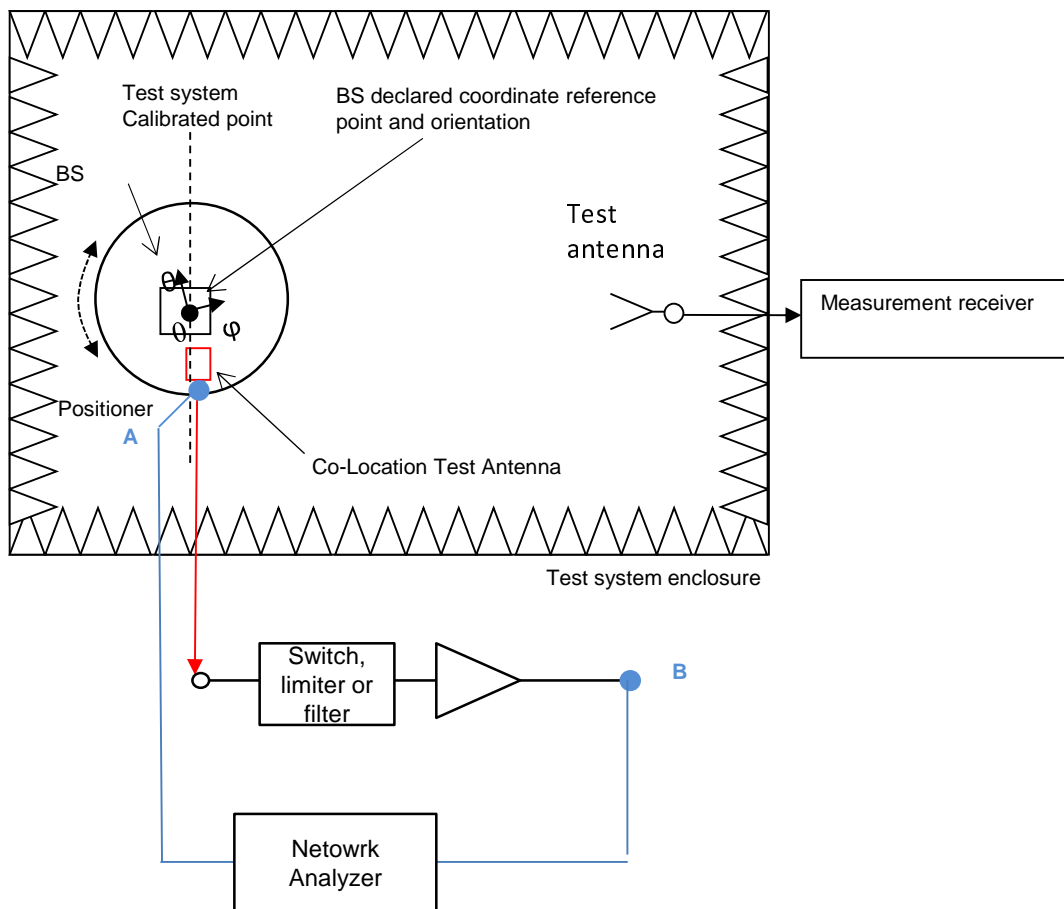 Test system
Calibrated point
BS declared coordinate reference
point and orientation
BS
Test
antenna
Measurement receiver
θ
θ
φ
Positioner
A
Co-Location Test Antenna
Test system enclosure
Switch,
limiter or
filter
B
Netowrk
Analyzer